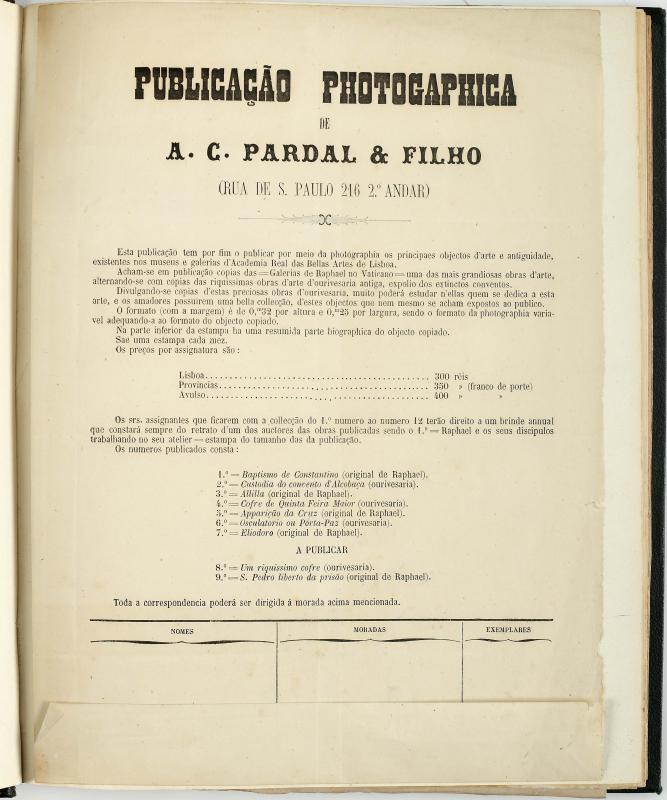 PUBLICAÇÃO PHOTOGAPHICA
DE
A. C. PARDAL & FILHO
(RUA DE S. PAULO 216 2.º ANDAR)
Esta publicação tem por fim o publicar por meio da photographia os principaes objectos d'arte e antiguidade,
existentes nos museus e galerias d'Academia Real das Bellas Artes de Lisboa.
Acham-se em publicação copias das=Galerias de Raphael no Vaticano=uma das mais grandiosas obras d'arte,
alternando-se com copias das riquissimas obras d'arte d'ourivesaria antiga, expolio dos extinctos conventos.
Divulgando-se copias d'estas preciosas obras d'ourivesaria, muito poderá estudar n'ellas quem se dedica a esta
arte, e os amadores possuirem uma bella collecção, d'estes objectos que nem mesmo se acham expostos ao publico.
O formato (com a margem) é de 0,ᵐ32 por altura e 0,ᵐ25 por largura, sendo o formato da photographia varia-
vel adequando-a ao formato do objecto copiado.
Na parte inferior da estampa ha uma resumida parte biographica do objecto copiado.
Sae uma estampa cada mez.
Os preços por assignatura são :
Lisboa........................................ 300 réis
Provincias.................................... 350 » (franco de porte)
Avulso........................................ 400 » »
Os srs. assignantes que ficarem com a collecção do 1.º numero ao numero 12 terão direito a um brinde annual
que constará sempre do retrato d'um dos auctores das obras publicadas sendo o 1.º=Raphael e os seus discipulos
trabalhando no seu atelier=estampa do tamanho das da publicação.
Os numeros publicados consta :
1.º=Baptismo de Constantino (original de Raphael).
2.º=Custodia do convento d'Alcobaça (ourivesaria).
3.º=Allilla (original de Raphael).
4.º=Cofre de Quinta Feira Maior (ourivesaria).
5.º=Apparição da Cruz (original de Raphael).
6.º=Osculatorio ou Porta-Paz (ourivesaria).
7.º=Eliodoro (original de Raphael).
A PUBLICAR
8.º=Um riquissimo cofre (ourivesaria).
9.º=S. Pedro liberto da prisão (original de Raphael).
Toda a correspondencia poderá ser dirigida á morada acima mencionada.
NOMES MORADAS EXEMPLARES